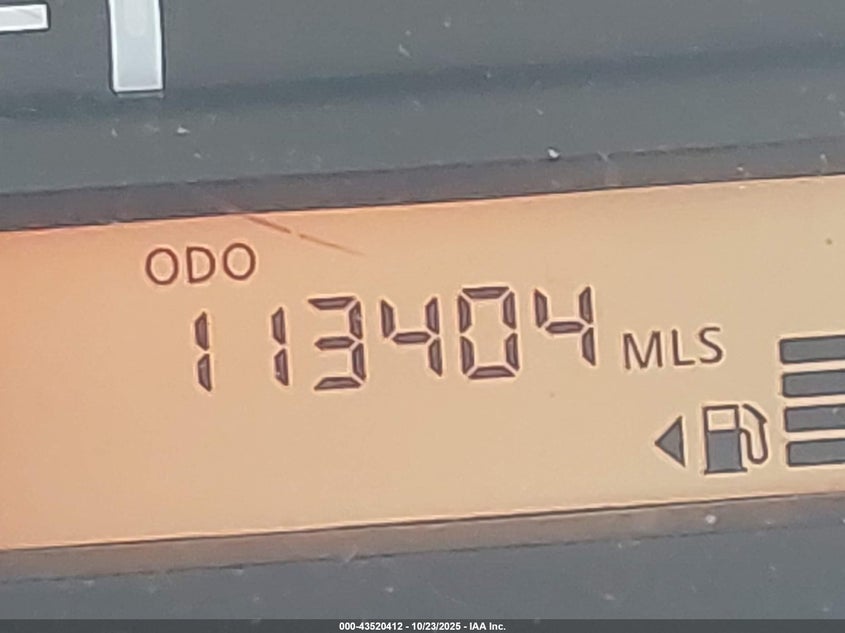 ODO
113404 MLS
000-43520412 - 10/23/2025 - IAA Inc.